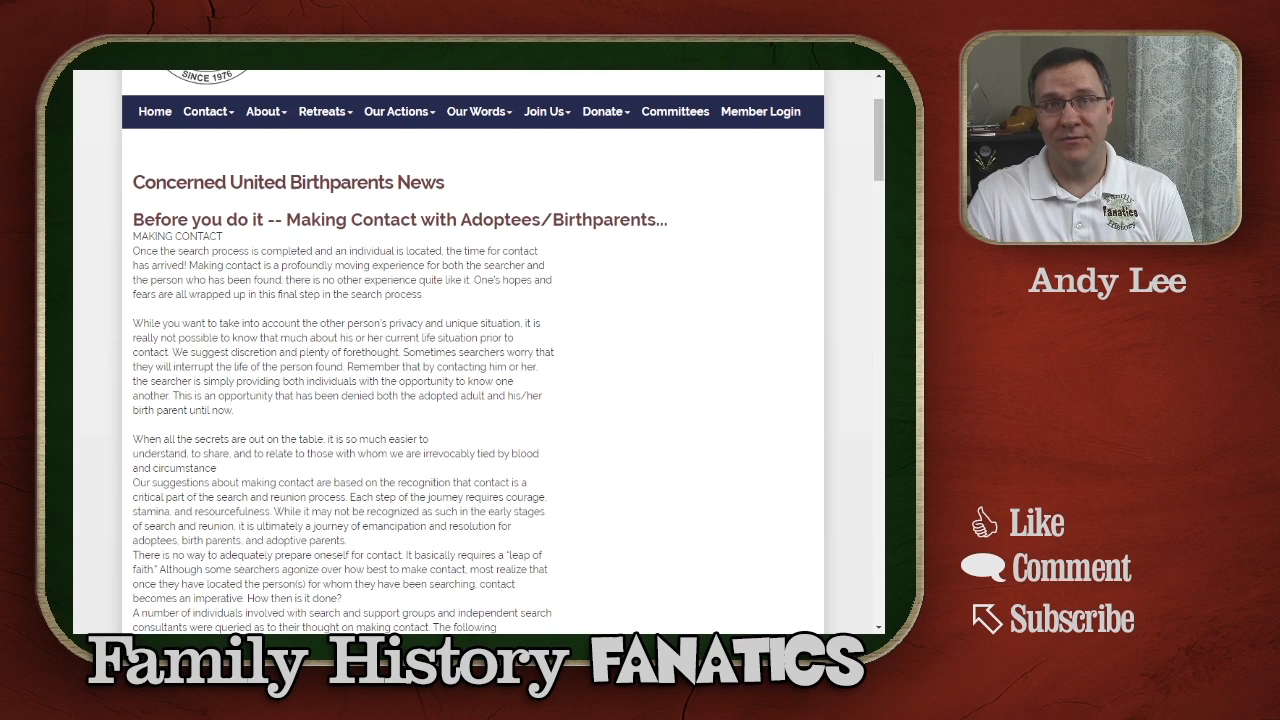 SINCE 1976
Home Contact About Retreats Our Actions Our Words Join Us Donate Committees Member Login
Concerned United Birthparents News
Before you do it -- Making Contact with Adoptees/Birthparents...
MAKING CONTACT
Once the search process is completed and an individual is located, the time for contact
has arrived! Making contact is a profoundly moving experience for both the searcher and
the person who has been found; there is no other experience quite like it. One's hopes and
fears are all wrapped up in this final step in the search process.
While you want to take into account the other person's privacy and unique situation, it is
really not possible to know that much about his or her current life situation prior to
contact. We suggest discretion and plenty of forethought. Sometimes searchers worry that
they will interrupt the life of the person found. Remember that by contacting him or her,
the searcher is simply providing both individuals with the opportunity to know one
another. This is an opportunity that has been denied both the adopted adult and his/her
birth parent until now.
When all the secrets are out on the table, it is so much easier to
understand, to share, and to relate to those with whom we are irrevocably tied by blood
and circumstance
Our suggestions about making contact are based on the recognition that contact is a
critical part of the search and reunion process. Each step of the journey requires courage,
stamina, and resourcefulness. While it may not be recognized as such in the early stages
of search and reunion, it is ultimately a journey of emancipation and resolution for
adoptees, birth parents, and adoptive parents.
There is no way to adequately prepare oneself for contact. It basically requires a "leap of
faith." Although some searchers agonize over how best to make contact, most realize that
once they have located the person(s) for whom they have been searching, contact
becomes an imperative. How then is it done?
A number of individuals involved with search and support groups and independent search
consultants were queried as to their thought on making contact. The following
Fanatics
History
Andy Lee
Like
Comment
Subscribe
Family History FANATICS